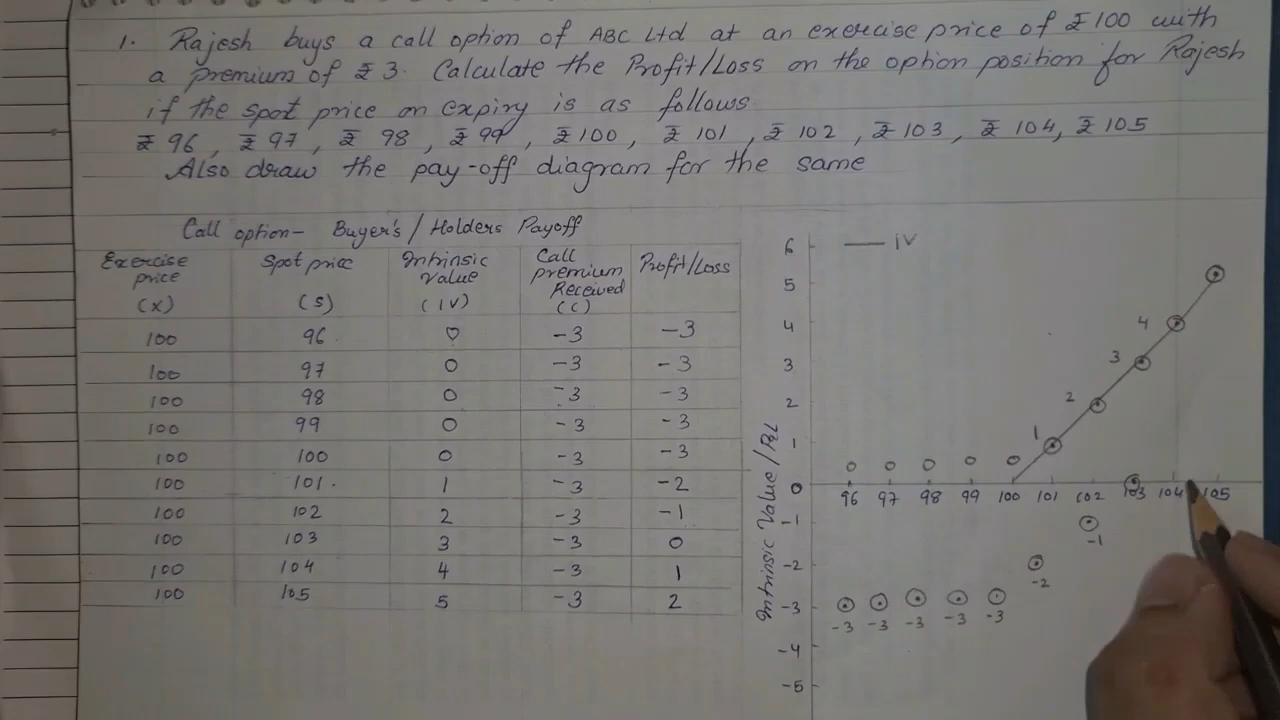 1. Rajesh buys a call option of ABC Ltd at an exercise price of ₹100 with
a premium of ₹3. Calculate the Profit/Loss on the option position for Rajesh
if the spot price on expiry is as follows
₹96, ₹97, ₹98, ₹99, ₹100, ₹101, ₹102, ₹103, ₹104, ₹105
Also draw the pay-off diagram for the same
Call option- Buyer's/Holders Payoff
Exercise price (X) Spot price (S) Intrinsic Value (IV) Call premium Received (C) Profit/Loss
100 96 0 -3 -3
100 97 0 -3 -3
100 98 0 -3 -3
100 99 0 -3 -3
100 100 0 -3 -3
100 101 1 -3 -2
100 102 2 -3 -1
100 103 3 -3 0
100 104 4 -3 1
100 105 5 -3 2
Intrinsic Value/P&L
6 IV
5
4 4
3 3
2 2
1 1
0 0 0 0 0
0 96 97 98 99 100 101 102 103 104 105
-1 -1
-2 -2
-3 -3 -3 -3 -3 -3
-4
-5